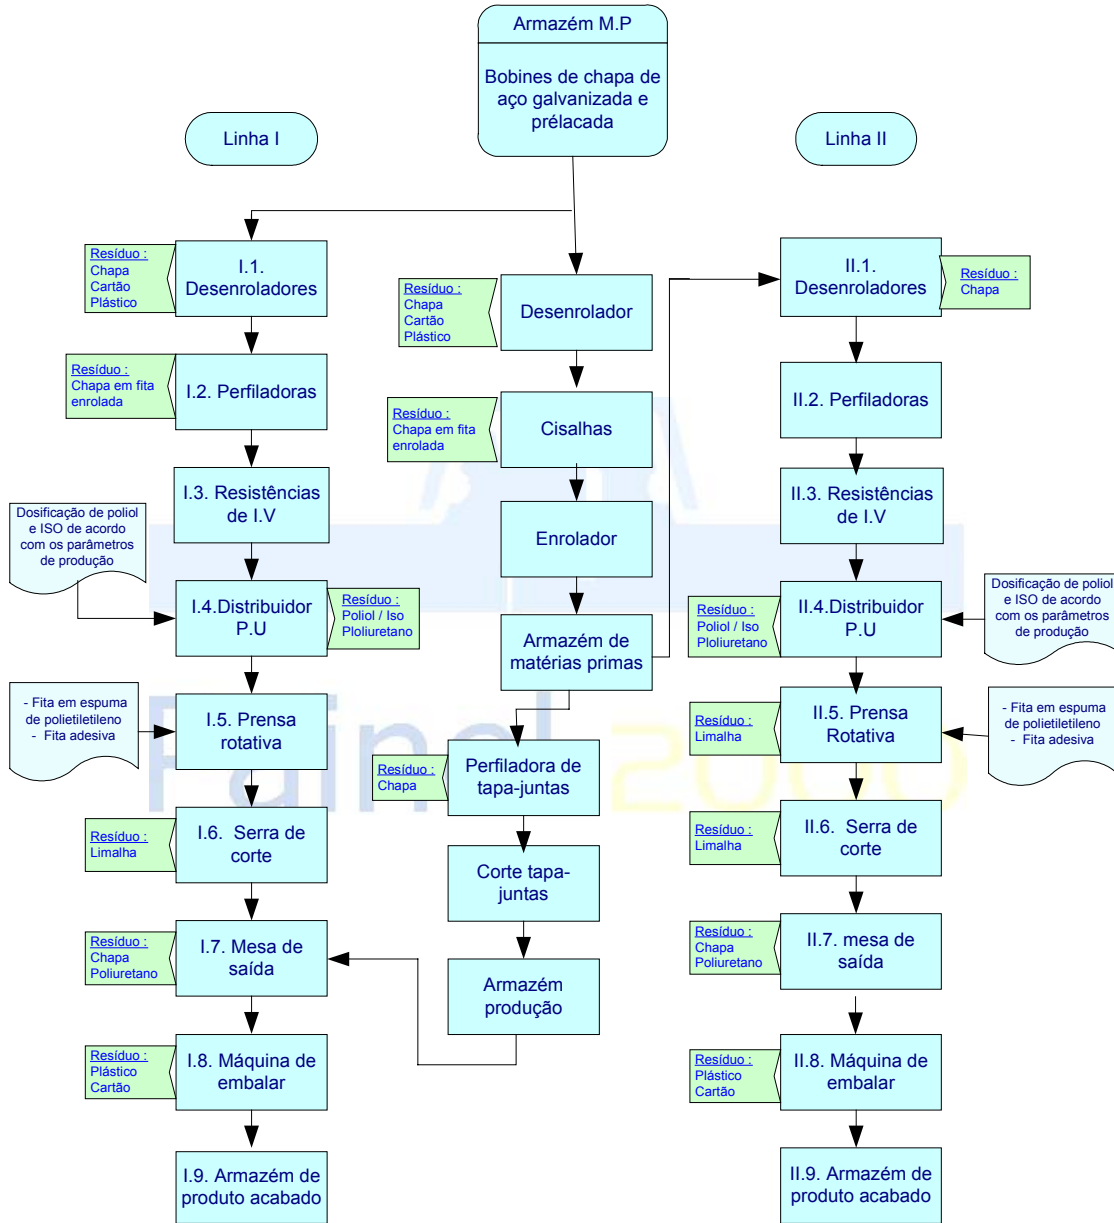 Armazém M.P
Bobines de chapa de
aço galvanizada e
prélacada
Linha I
Linha II
Resíduo :
Chapa
Cartão
Plástico
I.1.
Desenroladores
Resíduo :
Chapa em fita
enrolada
I.2. Perfiladoras
I.3. Resistências
de I.V
Dosificação de poliol
e ISO de acordo
com os parâmetros
de produção
I.4.Distribuidor
P.U
Resíduo :
Poliol / Iso
Ploliuretano
- Fita em espuma
de polietiletileno
- Fita adesiva
I.5. Prensa
rotativa
Resíduo :
Limalha
I.6. Serra de
corte
Resíduo :
Chapa
Poliuretano
I.7. Mesa de
saída
Resíduo :
Plástico
Cartão
I.8. Máquina de
embalar
I.9. Armazém de
produto acabado
Resíduo :
Chapa
Cartão
Plástico
Desenrolador
Resíduo :
Chapa em fita
enrolada
Cisalhas
Enrolador
Armazém de
matérias primas
Resíduo :
Chapa
Perfiladora de
tapa-juntas
Corte tapa-
juntas
Armazém
produção
II.1.
Desenroladores
Resíduo :
Chapa
II.2. Perfiladoras
II.3. Resistências
de I.V
Resíduo :
Poliol / Iso
Ploliuretano
II.4.Distribuidor
P.U
Dosificação de poliol
e ISO de acordo
com os parâmetros
de produção
Resíduo :
Limalha
II.5. Prensa
Rotativa
- Fita em espuma
de polietiletileno
- Fita adesiva
Resíduo :
Limalha
II.6. Serra de
corte
Resíduo :
Chapa
Poliuretano
II.7. mesa de
saída
Resíduo :
Plástico
Cartão
II.8. Máquina de
embalar
II.9. Armazém de
produto acabado
Painel 2000